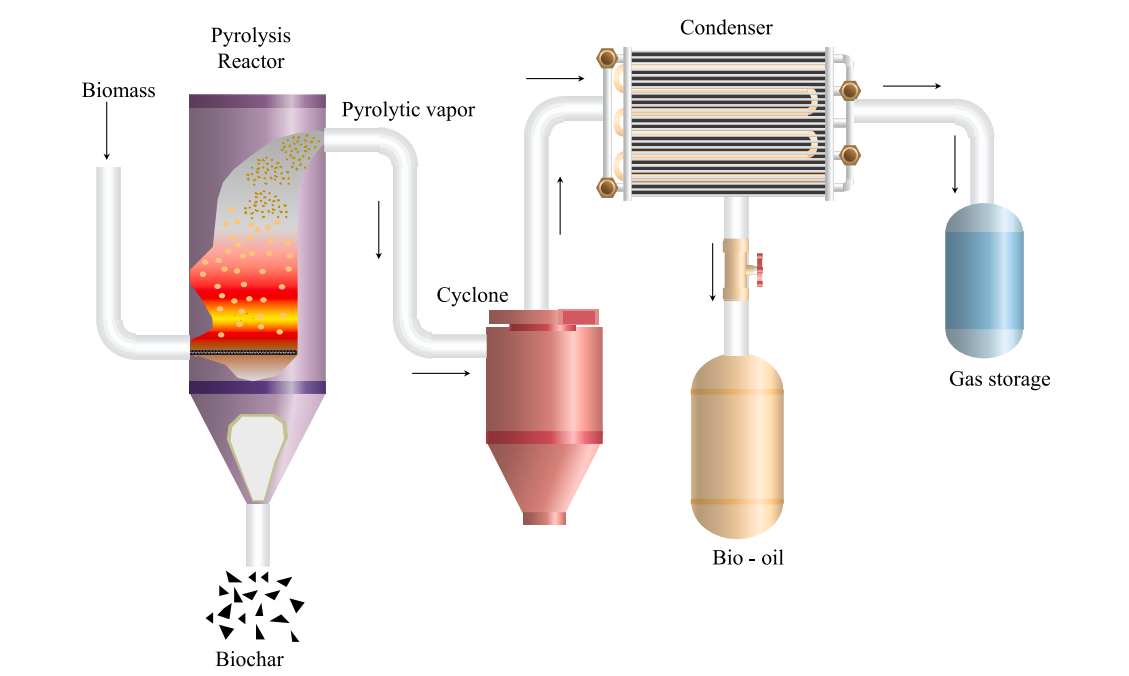 Condenser
Pyrolysis
Reactor
Biomass
Pyrolytic vapor
Cyclone
Gas storage
Bio - oil
Biochar